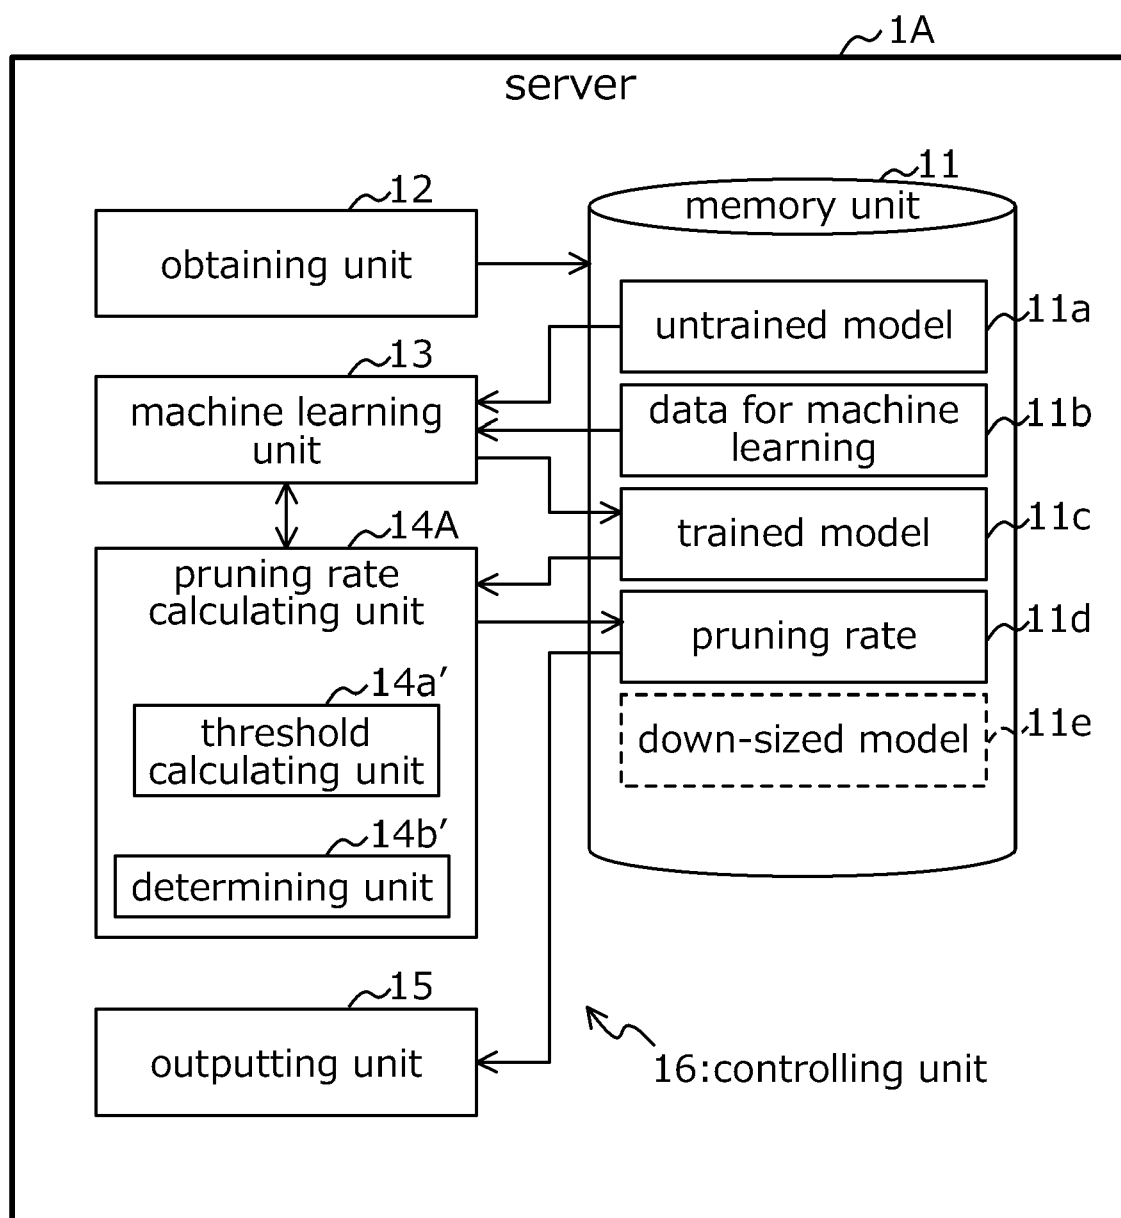 1A
server
12
obtaining unit
11
memory unit
untrained model
11a
13
machine learning
unit
data for machine
learning
11b
trained model
11c
14A
pruning rate
calculating unit
pruning rate
11d
14a’
threshold
calculating unit
down-sized model
11e
14b’
determining unit
15
outputting unit
16:controlling unit